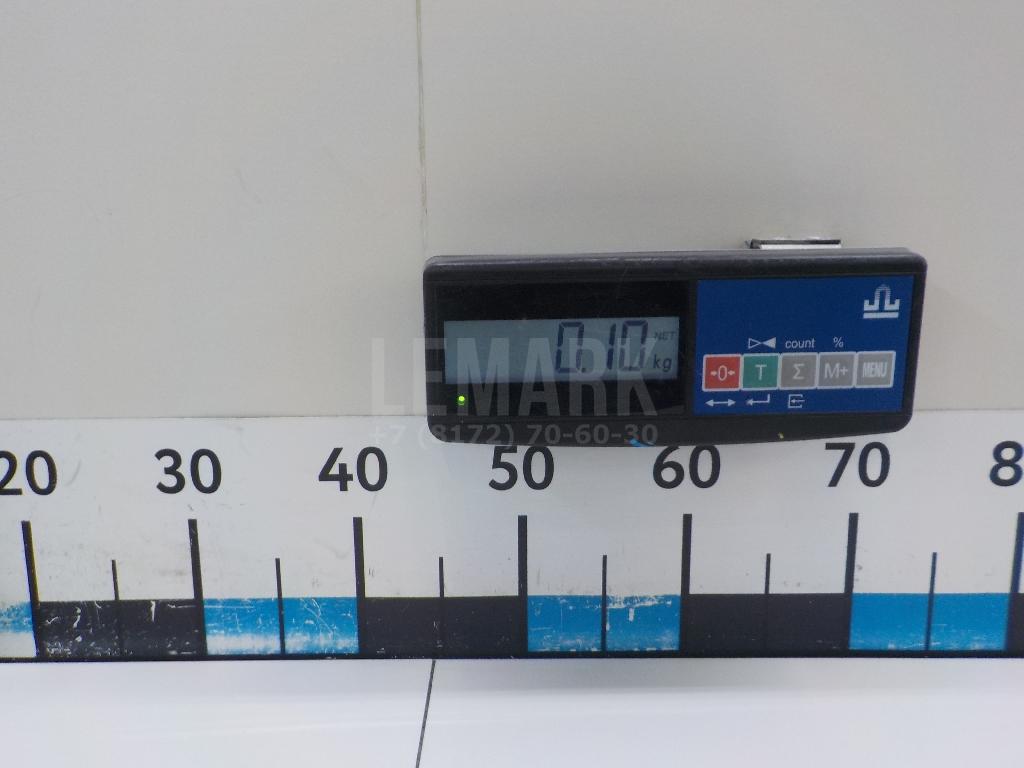 ▷◀ count %
0.10 NET kg
→0← T Σ M+ MENU
LEMARK
+7 (8172) 70-60-30
20 30 40 50 60 70 8